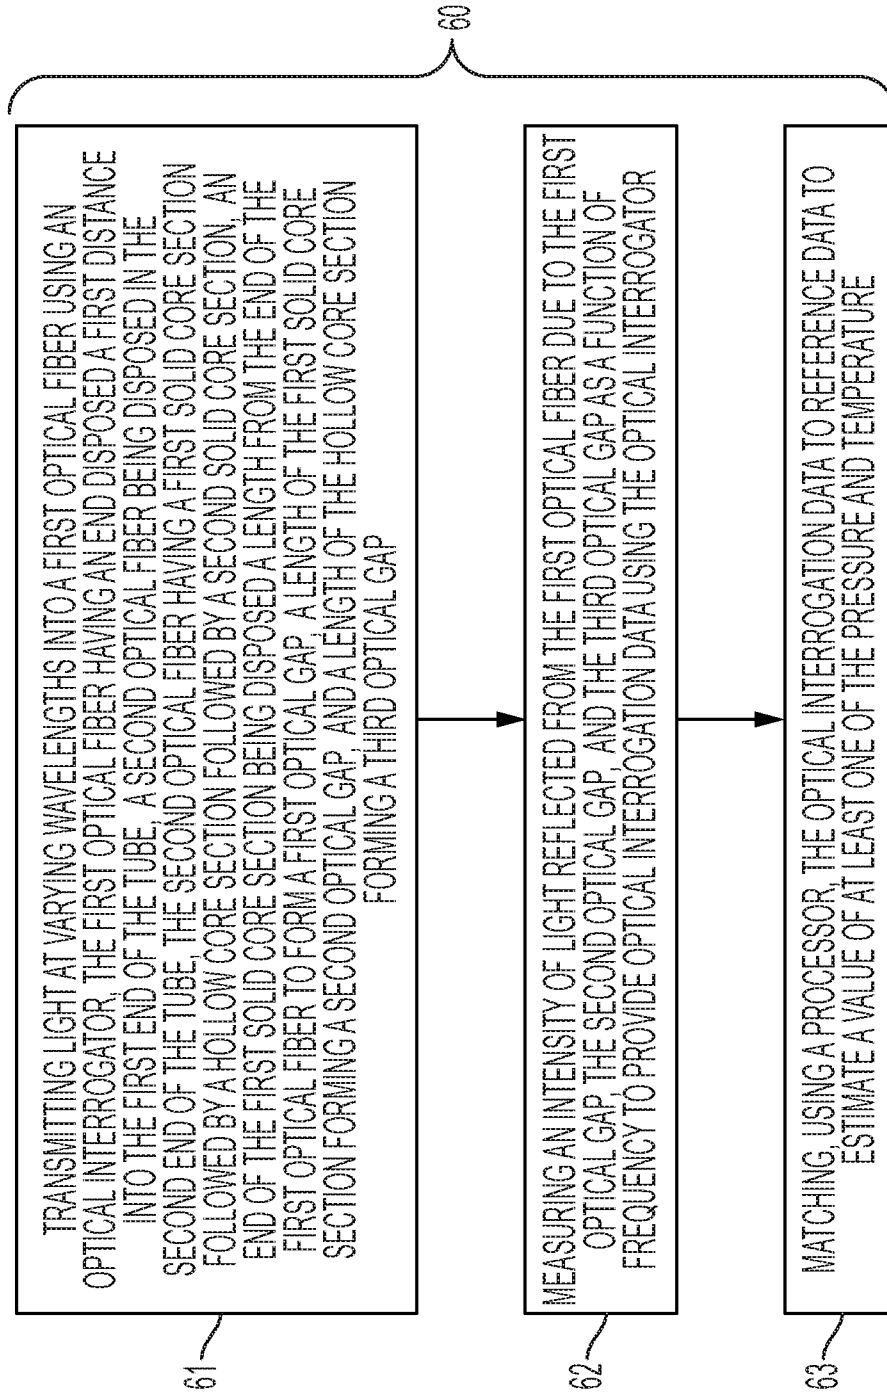 60
61
TRANSMITTING LIGHT AT VARYING WAVELENGTHS INTO A FIRST OPTICAL FIBER USING AN
OPTICAL INTERROGATOR, THE FIRST OPTICAL FIBER HAVING AN END DISPOSED A FIRST DISTANCE
INTO THE FIRST END OF THE TUBE, A SECOND OPTICAL FIBER BEING DISPOSED IN THE
SECOND END OF THE TUBE, THE SECOND OPTICAL FIBER HAVING A FIRST SOLID CORE SECTION
FOLLOWED BY A HOLLOW CORE SECTION FOLLOWED BY A SECOND SOLID CORE SECTION, AN
END OF THE FIRST SOLID CORE SECTION BEING DISPOSED A LENGTH FROM THE END OF THE
FIRST OPTICAL FIBER TO FORM A FIRST OPTICAL GAP, A LENGTH OF THE FIRST SOLID CORE
SECTION FORMING A SECOND OPTICAL GAP, AND A LENGTH OF THE HOLLOW CORE SECTION
FORMING A THIRD OPTICAL GAP
62
MEASURING AN INTENSITY OF LIGHT REFLECTED FROM THE FIRST OPTICAL FIBER DUE TO THE FIRST
OPTICAL GAP, THE SECOND OPTICAL GAP, AND THE THIRD OPTICAL GAP AS A FUNCTION OF
FREQUENCY TO PROVIDE OPTICAL INTERROGATION DATA USING THE OPTICAL INTERROGATOR
63
MATCHING, USING A PROCESSOR, THE OPTICAL INTERROGATION DATA TO REFERENCE DATA TO
ESTIMATE A VALUE OF AT LEAST ONE OF THE PRESSURE AND TEMPERATURE